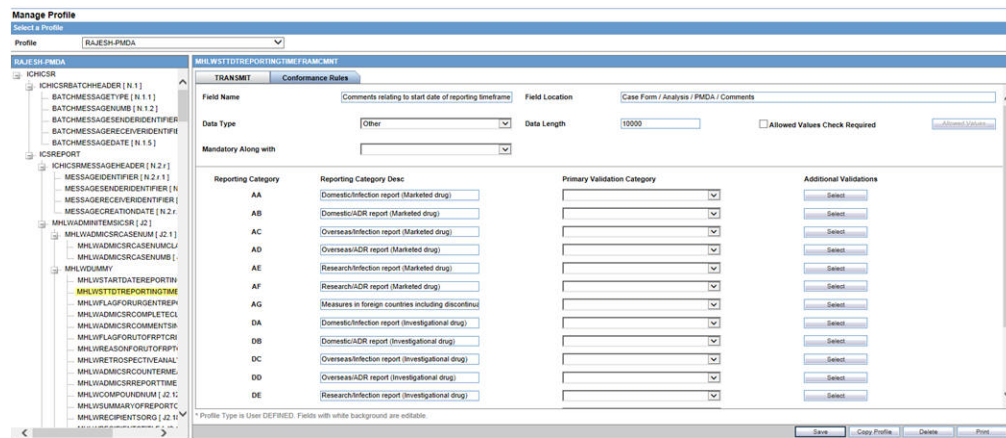 Manage Profile
Select a Profile
Profile RAJESH-PMDA
RAJESH-PMDA
ICHICSR
ICHICSRBATCHHEADER [ N.1 ]
BATCHMESSAGETYPE [ N.1.1 ]
BATCHMESSAGENUMB [ N.1.2 ]
BATCHMESSAGESENDERIDENTIFIER
BATCHMESSAGERECEIVERIDENTIFIE
BATCHMESSAGEDATE [ N.1.5 ]
ICSREPORT
ICHICSRMESSAGEHEADER [ N.2.r ]
MESSAGEIDENTIFIER [ N.2.r.1 ]
MESSAGESENDERIDENTIFIER [ N
MESSAGERECEIVERIDENTIFIER [
MESSAGECREATIONDATE [ N.2.r.
MHLWADMINITEMSICSR [ J2 ]
MHLWADMICSRCASENUM [ J2.1 ]
MHLWADMICSRCASENUMCLA
MHLWADMICSRCASENUMB [
MHLWDUMMY
MHLWSTARTDATEREPORTIN
MHLWSTTDTREPORTINGTIME
MHLWFLAGFORURGENTREP
MHLWADMICSRCOMPLETECL
MHLWADMICSRCOMMENTSIN
MHLWFLAGFORUTOFRPTCRI
MHLWREASONFORUTOFRPT
MHLWRETROSPECTIVEANAL
MHLWADMICSRCOUNTERME
MHLWADMICSRREPORTTIME
MHLWCOMPOUNDNUM [ J2.12
MHLWSUMMARYOFREPORTC
MHLWRECIPIENTSORG [ J2.18
MHLWSTTDTREPORTINGTIMEFRAMCMNT
TRANSMIT Conformance Rules
Field Name Comments relating to start date of reporting timeframe Field Location Case Form / Analysis / PMDA / Comments
Data Type Other Data Length 10000 Allowed Values Check Required Allowed Values
Mandatory Along with
Reporting Category Reporting Category Desc Primary Validation Category Additional Validations
AA Domestic/Infection report (Marketed drug) Select
AB Domestic/ADR report (Marketed drug) Select
AC Overseas/Infection report (Marketed drug) Select
AD Overseas/ADR report (Marketed drug) Select
AE Research/Infection report (Marketed drug) Select
AF Research/ADR report (Marketed drug) Select
AG Measures in foreign countries including discontinua Select
DA Domestic/Infection report (Investigational drug) Select
DB Domestic/ADR report (Investigational drug) Select
DC Overseas/Infection report (Investigational drug) Select
DD Overseas/ADR report (Investigational drug) Select
DE Research/Infection report (Investigational drug) Select
* Profile Type is User DEFINED. Fields with white background are editable.
Save Copy Profile Delete Print